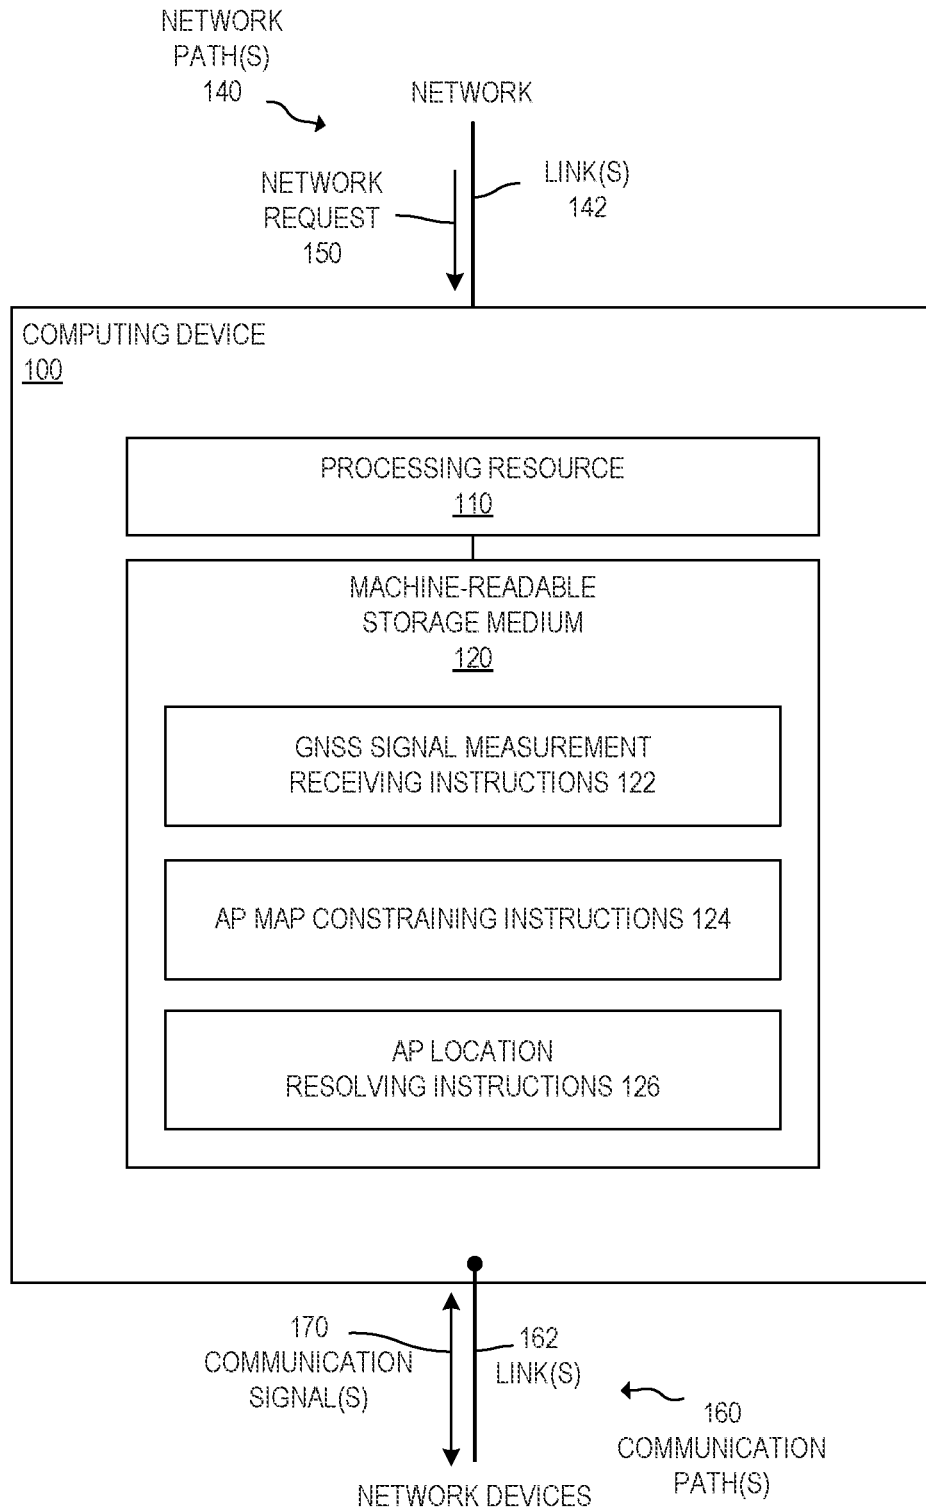 NETWORK
PATH(S)
140
NETWORK
NETWORK
REQUEST
150
LINK(S)
142
COMPUTING DEVICE
100
PROCESSING RESOURCE
110
MACHINE-READABLE
STORAGE MEDIUM
120
GNSS SIGNAL MEASUREMENT
RECEIVING INSTRUCTIONS 122
AP MAP CONSTRAINING INSTRUCTIONS 124
AP LOCATION
RESOLVING INSTRUCTIONS 126
170
COMMUNICATION
SIGNAL(S)
162
LINK(S)
160
COMMUNICATION
PATH(S)
NETWORK DEVICES